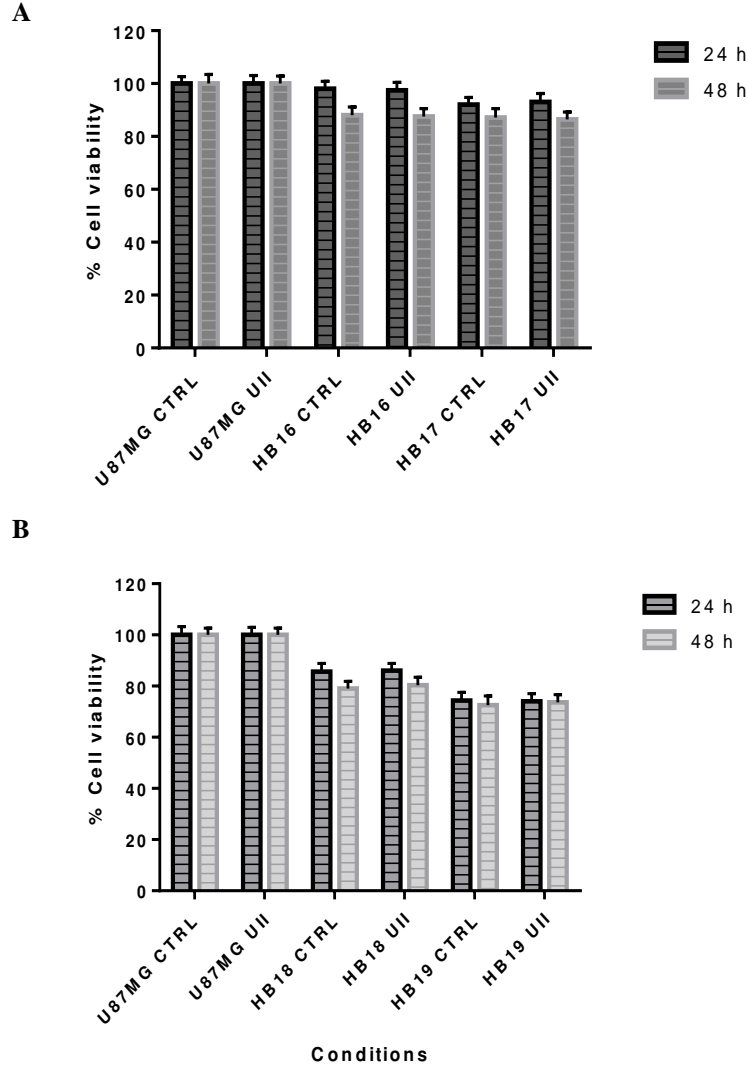 A
120
100
80
60
40
20
0
% Cell viability
24 h
48 h
U87MG CTRL
U87MG UII
HB16 CTRL
HB16 UII
HB17 CTRL
HB17 UII
B
120
100
80
60
40
20
0
% Cell viability
24 h
48 h
U87MG CTRL
U87MG UII
HB18 CTRL
HB18 UII
HB19 CTRL
HB19 UII
Conditions